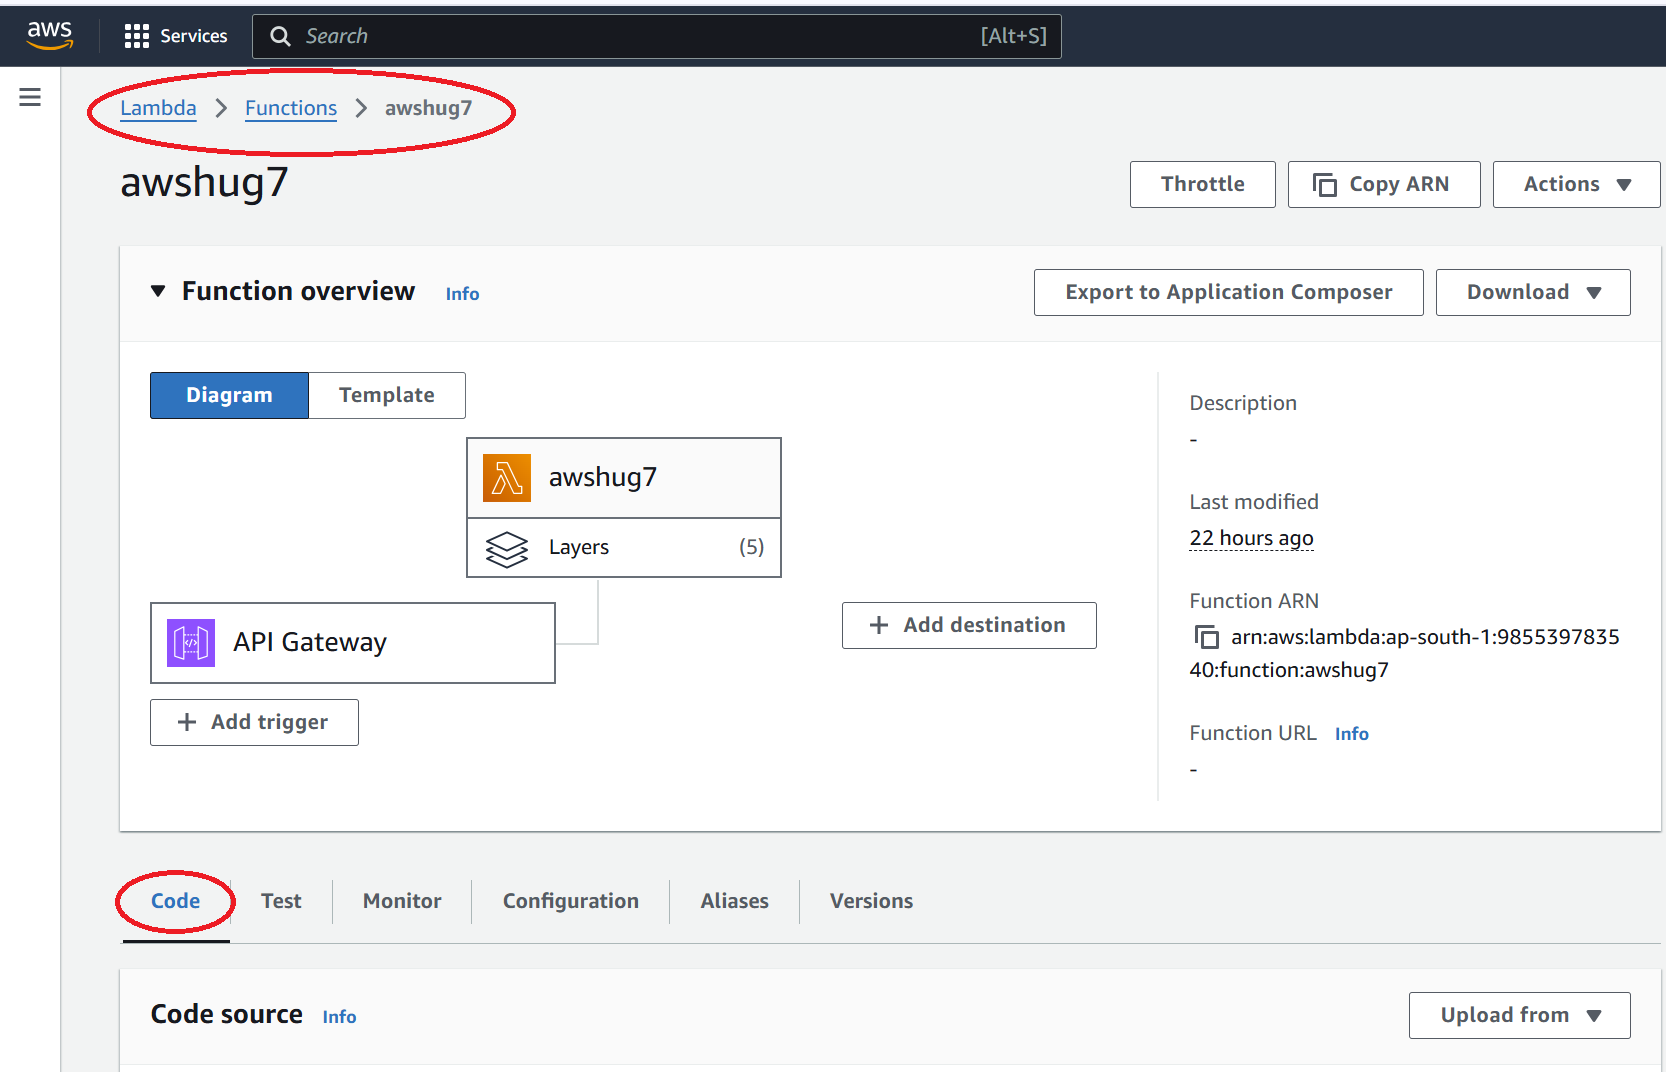 aws Services Search [Alt+S]
Lambda > Functions > awshug7
awshug7
Throttle Copy ARN Actions
Function overview Info
Export to Application Composer Download
Diagram Template
awshug7
Layers (5)
API Gateway
+ Add trigger
+ Add destination
Description
-
Last modified
22 hours ago
Function ARN
arn:aws:lambda:ap-south-1:9855397835
40:function:awshug7
Function URL Info
-
Code Test Monitor Configuration Aliases Versions
Code source Info
Upload from